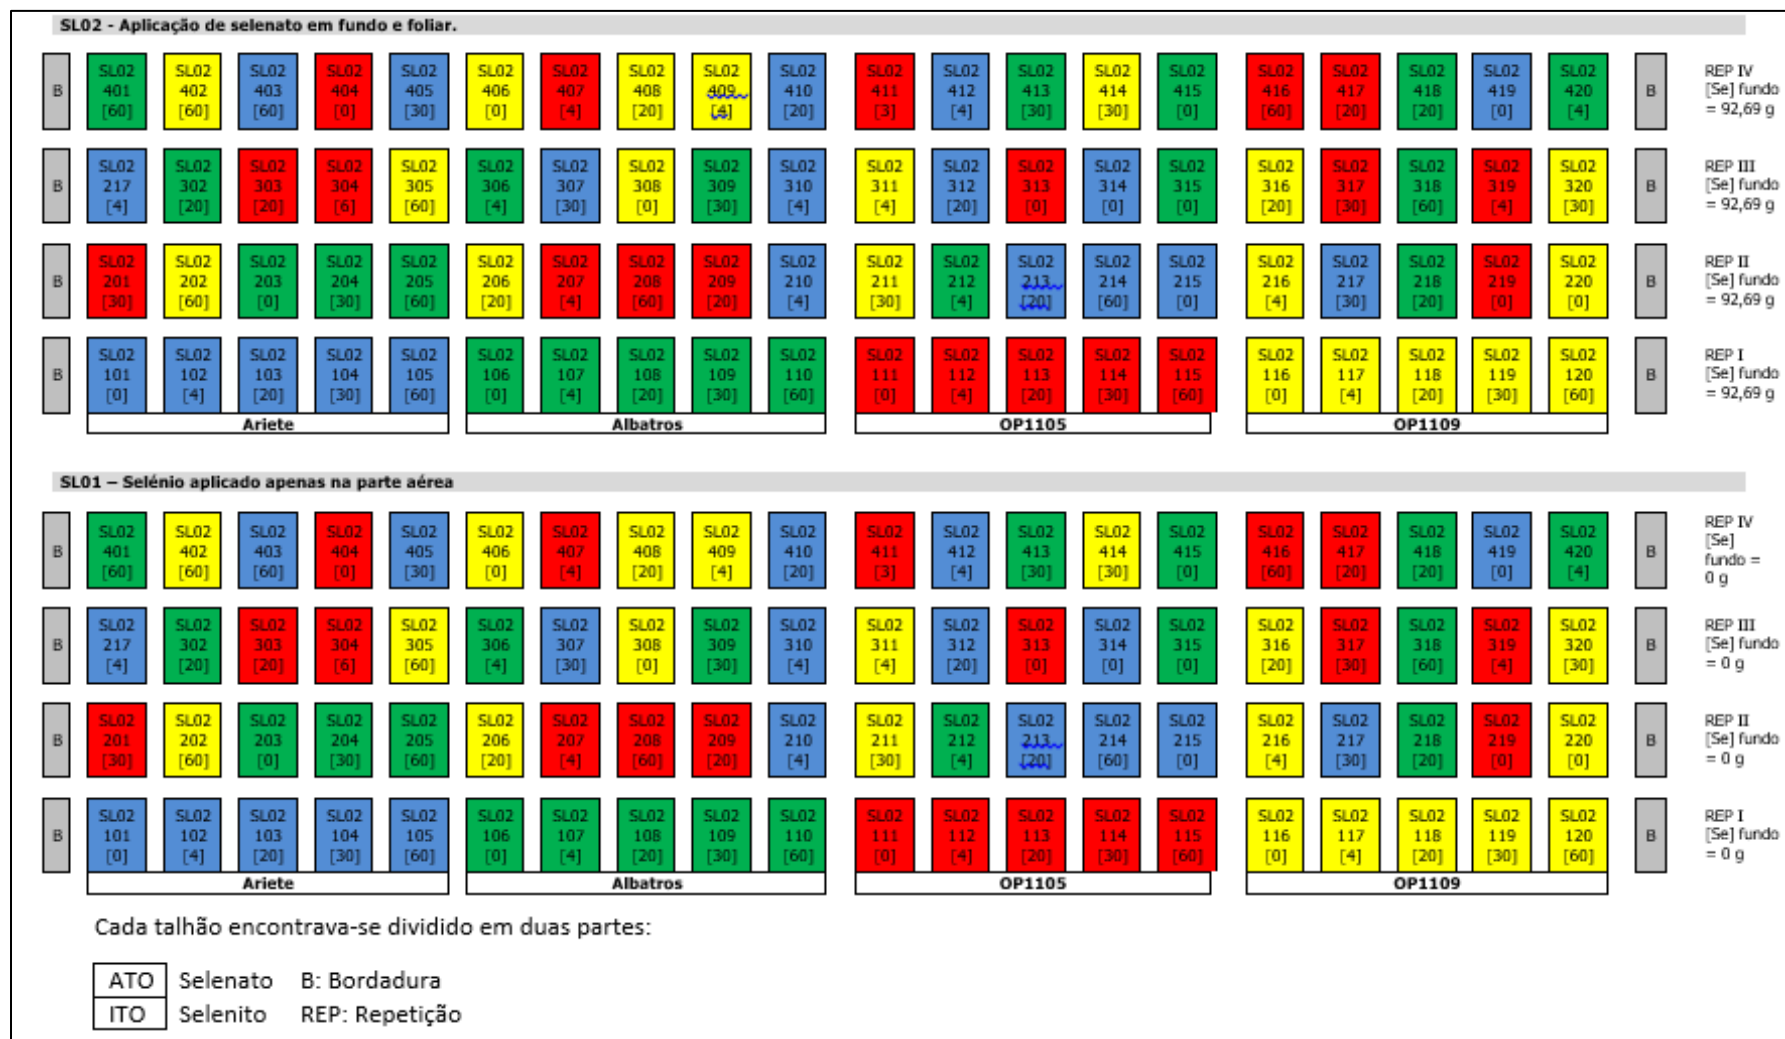 SL02 - Aplicação de selenato em fundo e foliar.
B SL02 SL02 SL02 SL02 SL02 SL02 SL02 SL02 SL02 SL02 SL02 SL02 SL02 SL02 SL02 SL02 SL02 SL02 SL02 SL02 B REP IV
401 402 403 404 405 406 407 408 409 410 411 412 413 414 415 416 417 418 419 420 [Se] fundo
[60] [60] [60] [0] [30] [0] [4] [20] [4] [20] [3] [4] [30] [30] [0] [60] [20] [20] [0] [4] = 92,69 g
B SL02 SL02 SL02 SL02 SL02 SL02 SL02 SL02 SL02 SL02 SL02 SL02 SL02 SL02 SL02 SL02 SL02 SL02 SL02 SL02 B REP III
217 302 303 304 305 306 307 308 309 310 311 312 313 314 315 316 317 318 319 320 [Se] fundo
[4] [20] [20] [6] [60] [4] [30] [0] [30] [4] [4] [20] [0] [0] [0] [20] [30] [60] [4] [30] = 92,69 g
B SL02 SL02 SL02 SL02 SL02 SL02 SL02 SL02 SL02 SL02 SL02 SL02 SL02 SL02 SL02 SL02 SL02 SL02 SL02 SL02 B REP II
201 202 203 204 205 206 207 208 209 210 211 212 213 214 215 216 217 218 219 220 [Se] fundo
[30] [60] [0] [30] [60] [20] [4] [60] [20] [4] [30] [4] [20] [60] [0] [4] [30] [20] [0] [0] = 92,69 g
B SL02 SL02 SL02 SL02 SL02 SL02 SL02 SL02 SL02 SL02 SL02 SL02 SL02 SL02 SL02 SL02 SL02 SL02 SL02 SL02 B REP I
101 102 103 104 105 106 107 108 109 110 111 112 113 114 115 116 117 118 119 120 [Se] fundo
[0] [4] [20] [30] [60] [0] [4] [20] [30] [60] [0] [4] [20] [30] [60] [0] [4] [20] [30] [60] = 92,69 g
Ariete Albatros OP1105 OP1109
SL01 – Selénio aplicado apenas na parte aérea
B SL02 SL02 SL02 SL02 SL02 SL02 SL02 SL02 SL02 SL02 SL02 SL02 SL02 SL02 SL02 SL02 SL02 SL02 SL02 SL02 B REP IV
401 402 403 404 405 406 407 408 409 410 411 412 413 414 415 416 417 418 419 420 [Se]
[60] [60] [60] [0] [30] [0] [4] [20] [4] [20] [3] [4] [30] [30] [0] [60] [20] [20] [0] [4] fundo =
0 g
B SL02 SL02 SL02 SL02 SL02 SL02 SL02 SL02 SL02 SL02 SL02 SL02 SL02 SL02 SL02 SL02 SL02 SL02 SL02 SL02 B REP III
217 302 303 304 305 306 307 308 309 310 311 312 313 314 315 316 317 318 319 320 [Se] fundo
[4] [20] [20] [6] [60] [4] [30] [0] [30] [4] [4] [20] [0] [0] [0] [20] [30] [60] [4] [30] = 0 g
B SL02 SL02 SL02 SL02 SL02 SL02 SL02 SL02 SL02 SL02 SL02 SL02 SL02 SL02 SL02 SL02 SL02 SL02 SL02 SL02 B REP II
201 202 203 204 205 206 207 208 209 210 211 212 213 214 215 216 217 218 219 220 [Se] fundo
[30] [60] [0] [30] [60] [20] [4] [60] [20] [4] [30] [4] [20] [60] [0] [4] [30] [20] [0] [0] = 0 g
B SL02 SL02 SL02 SL02 SL02 SL02 SL02 SL02 SL02 SL02 SL02 SL02 SL02 SL02 SL02 SL02 SL02 SL02 SL02 SL02 B REP I
101 102 103 104 105 106 107 108 109 110 111 112 113 114 115 116 117 118 119 120 [Se] fundo
[0] [4] [20] [30] [60] [0] [4] [20] [30] [60] [0] [4] [20] [30] [60] [0] [4] [20] [30] [60] = 0 g
Ariete Albatros OP1105 OP1109
Cada talhão encontrava-se dividido em duas partes:
ATO Selenato B: Bordadura
ITO Selenito REP: Repetição